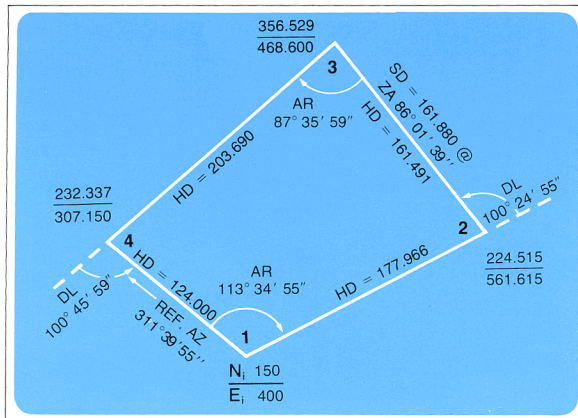 356.529
468.600
3
AR
87° 35′ 59″
SD = 161.880 @
ZA 86° 01′ 39″
HD = 161.491
HD = 203.690
DL
100° 24′ 55″
2
224.515
561.615
232.337
307.150
4
DL
100° 45′ 59″
HD = 124.000
REF. AZ
311°39′55″
AR
113° 34′ 55″
HD = 177.966
1
Ni 150
Ei 400